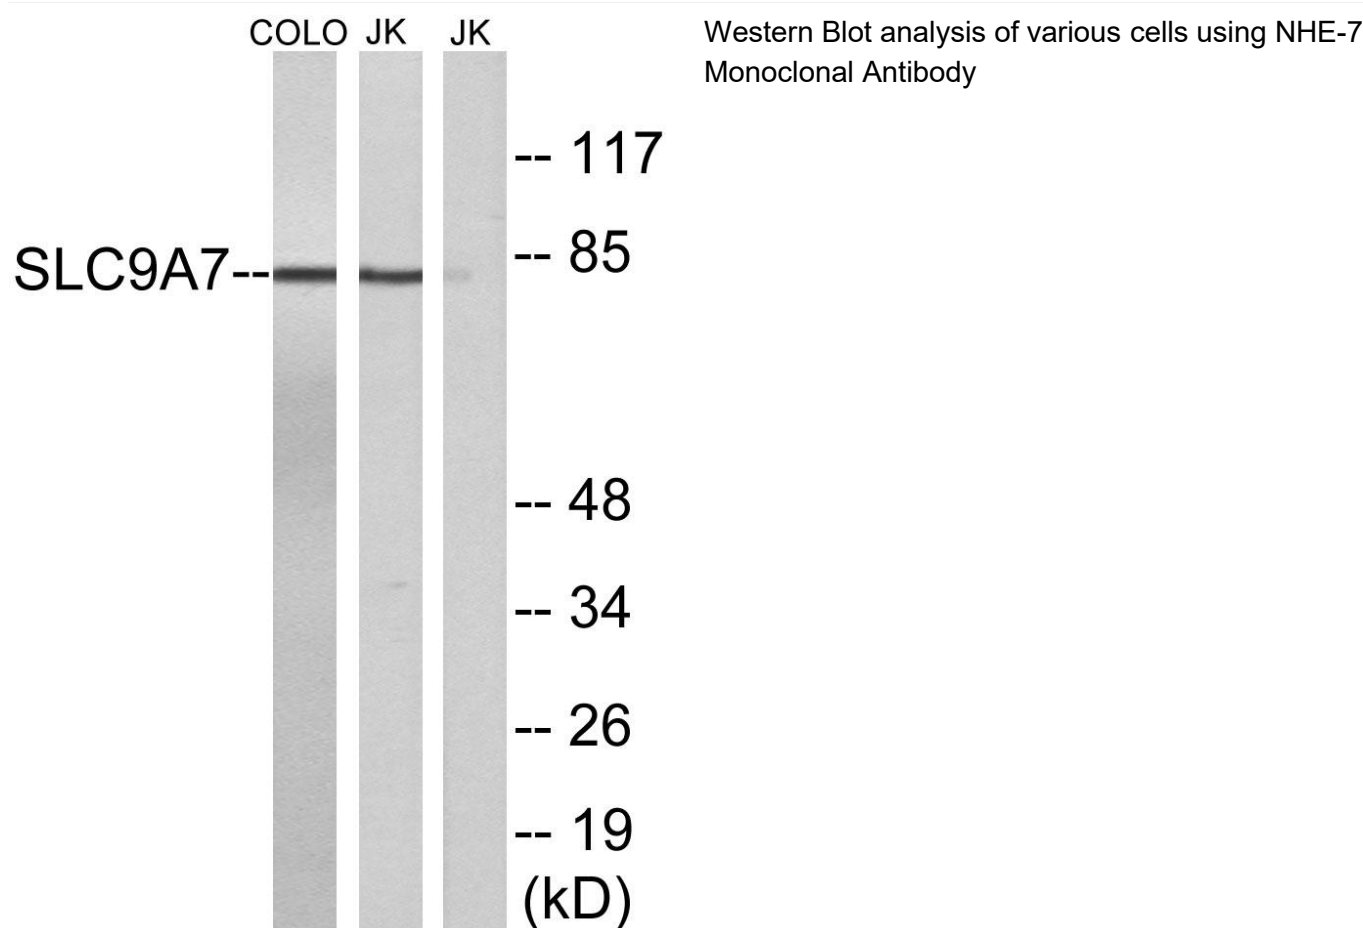 COLO JK JK
Western Blot analysis of various cells using NHE-7
Monoclonal Antibody
-- 117
-- 85
SLC9A7--
-- 48
-- 34
-- 26
-- 19
(kD)